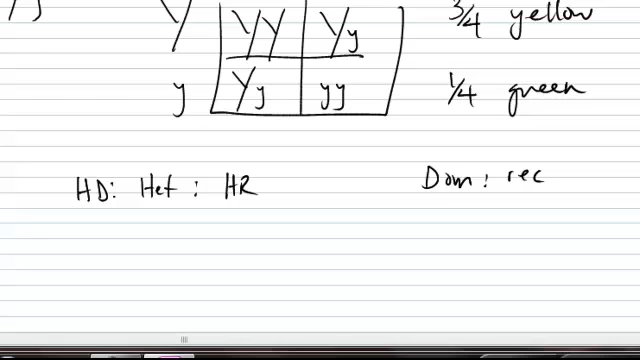 Y YY Yy 3/4 yellow
y Yy yy 1/4 green
HD: Het : HR Dom : rec